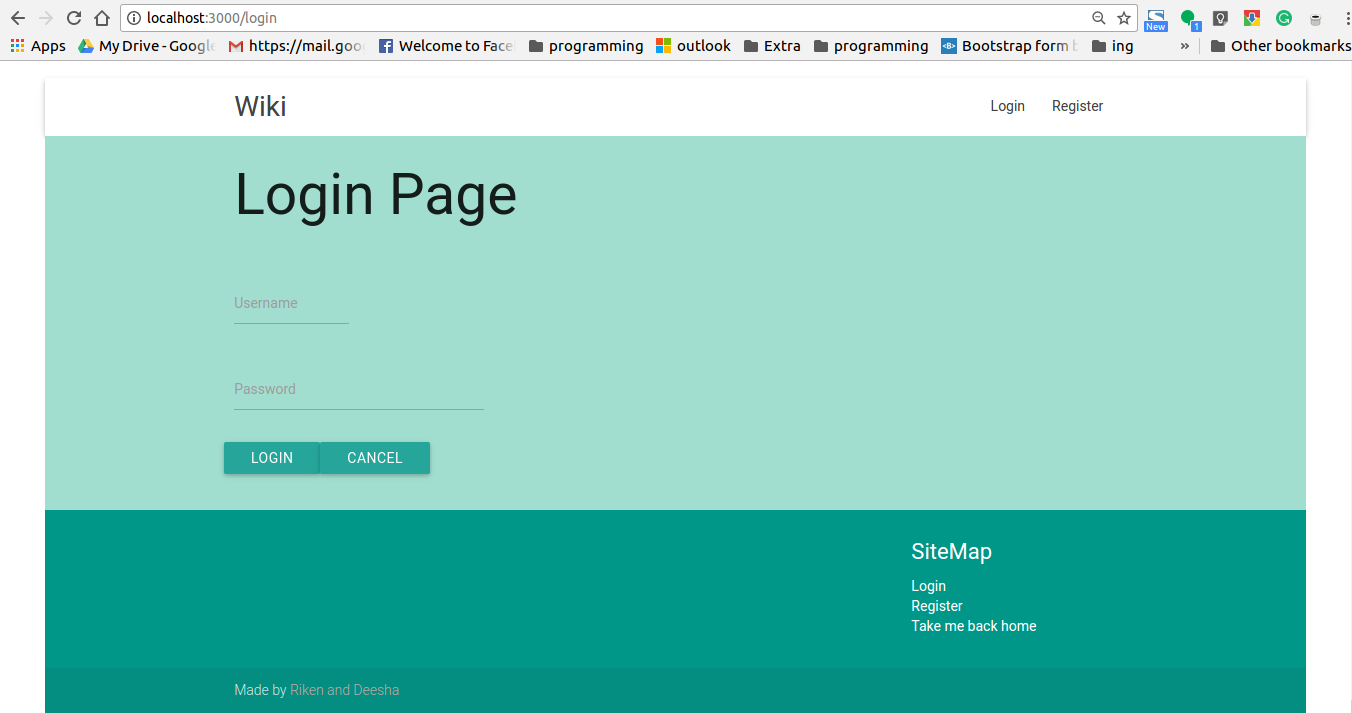 localhost:3000/login
New 1
Apps My Drive - Google https://mail.goo Welcome to Face programming outlook Extra programming Bootstrap form b ing » Other bookmarks
Wiki Login Register
Login Page
Username
Password
LOGIN CANCEL
SiteMap
Login
Register
Take me back home
Made by Riken and Deesha